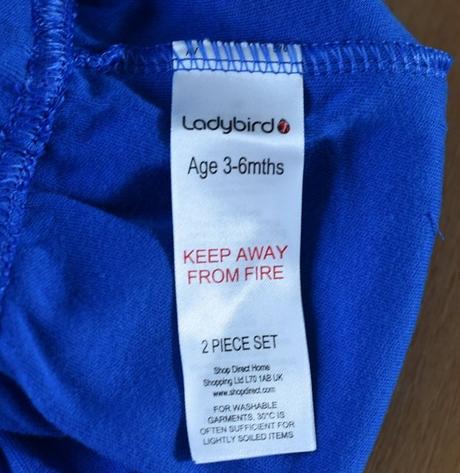 Ladybird
Age 3-6mths
KEEP AWAY
FROM FIRE
2 PIECE SET
Shop Direct Home
Shopping Ltd L70 1AB UK
www.shopdirect.com
FOR WASHABLE
GARMENTS, 30°C IS
OFTEN SUFFICIENT FOR
LIGHTLY SOILED ITEMS